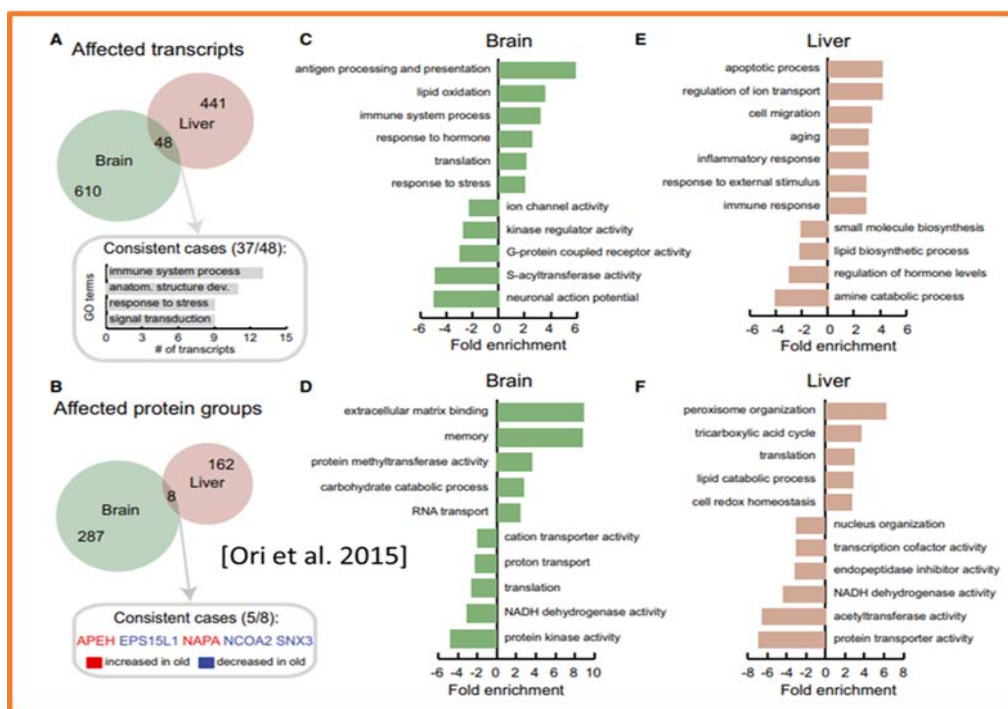 A
Affected transcripts
441
Liver
48
Brain
610
Consistent cases (37/48):
GO terms
immune system process
anatom. structure dev.
response to stress
signal transduction
0 3 6 9 12 15
# of transcripts
B
Affected protein groups
162
Liver
8
Brain
287
[Ori et al. 2015]
Consistent cases (5/8):
APEH EPS15L1 NAPA NCOA2 SNX3
increased in old decreased in old
C
Brain
antigen processing and presentation
lipid oxidation
immune system process
response to hormone
translation
response to stress
ion channel activity
kinase regulator activity
G-protein coupled receptor activity
S-acyltransferase activity
neuronal action potential
-6 -4 -2 0 2 4 6
Fold enrichment
D
Brain
extracellular matrix binding
memory
protein methyltransferase activity
carbohydrate catabolic process
RNA transport
cation transporter activity
proton transport
translation
NADH dehydrogenase activity
protein kinase activity
-6 -4 -2 0 2 4 6 8 10
Fold enrichment
E
Liver
apoptotic process
regulation of ion transport
cell migration
aging
inflammatory response
response to external stimulus
immune response
small molecule biosynthesis
lipid biosynthetic process
regulation of hormone levels
amine catabolic process
-6 -4 -2 0 2 4 6
Fold enrichment
F
Liver
peroxisome organization
tricarboxylic acid cycle
translation
lipid catabolic process
cell redox homeostasis
nucleus organization
transcription cofactor activity
endopeptidase inhibitor activity
NADH dehydrogenase activity
acetyltransferase activity
protein transporter activity
-8 -6 -4 -2 0 2 4 6 8
Fold enrichment